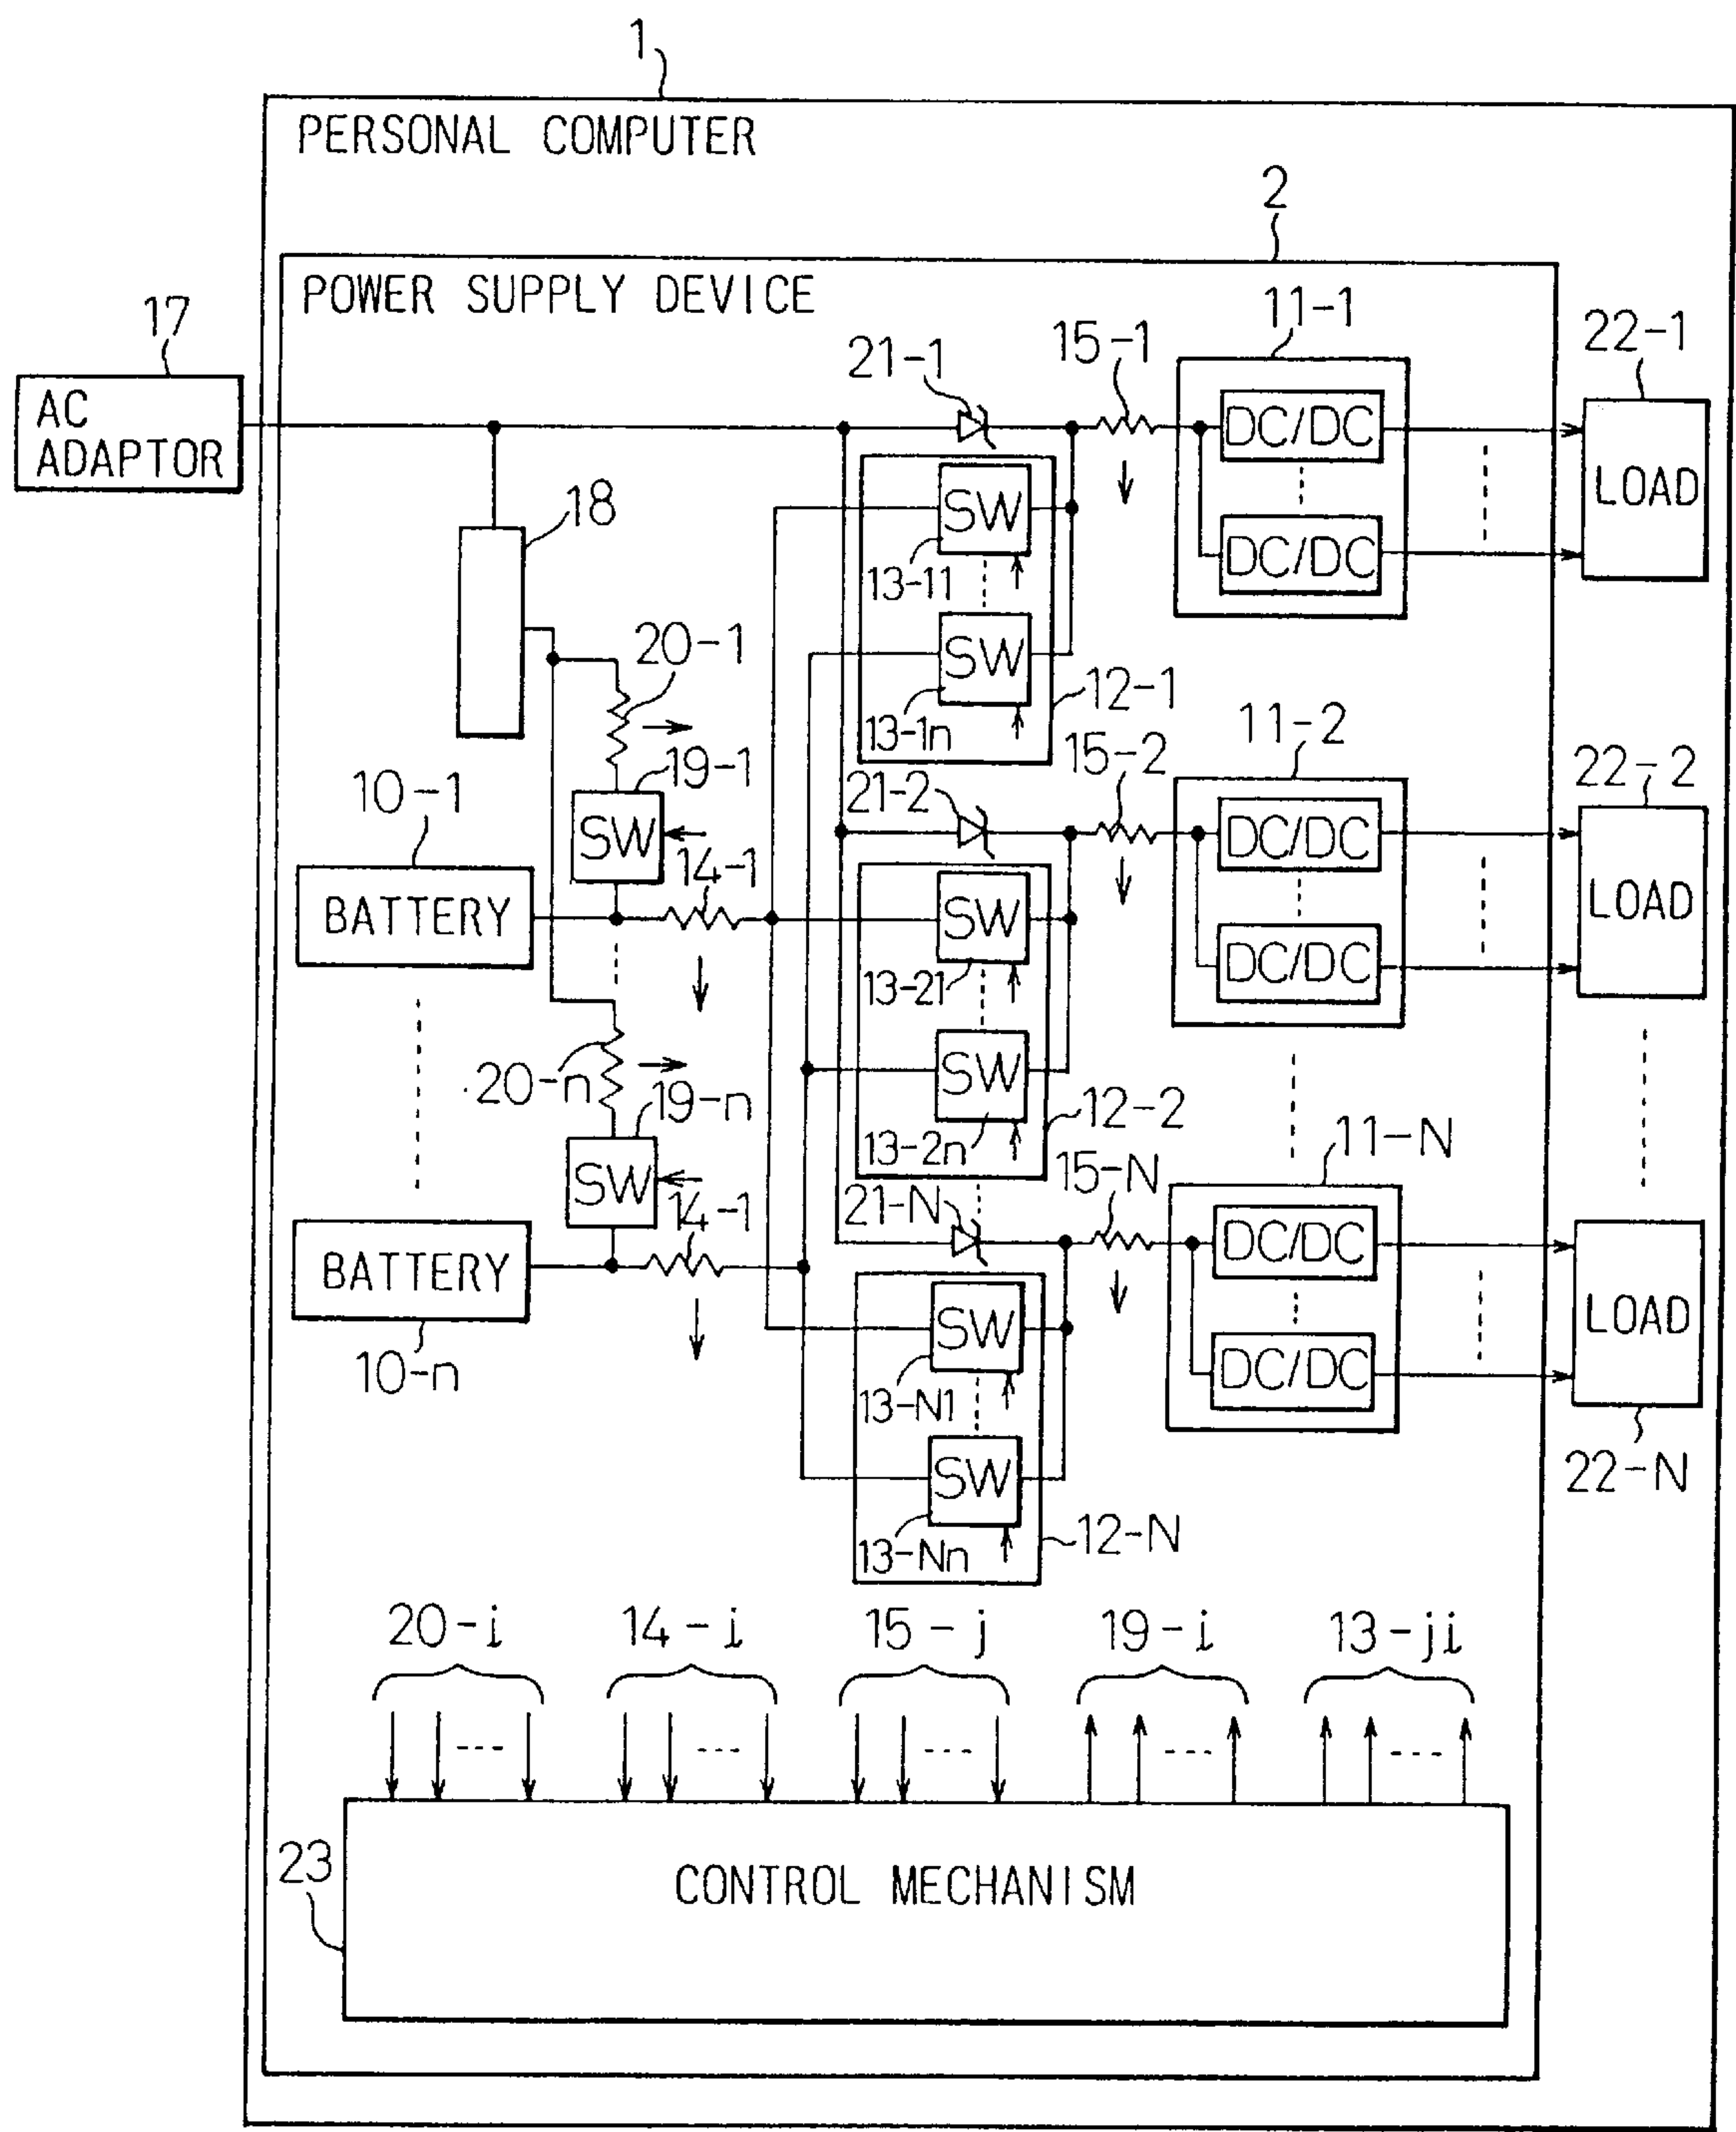 1
PERSONAL COMPUTER
2
POWER SUPPLY DEVICE
17
AC
ADAPTOR
21-1
15-1
11-1
22-1
DC/DC
DC/DC
LOAD
18
SW
13-11
SW
13-1n
12-1
20-1
19-1
SW
10-1
BATTERY
14-1
21-2
15-2
11-2
22-2
DC/DC
DC/DC
LOAD
SW
13-21
SW
13-2n
12-2
20-n
19-n
SW
14-1
BATTERY
10-n
21-N
15-N
11-N
DC/DC
DC/DC
LOAD
22-N
SW
13-N1
SW
13-Nn
12-N
20-i
14-i
15-j
19-i
13-ji
23
CONTROL MECHANISM